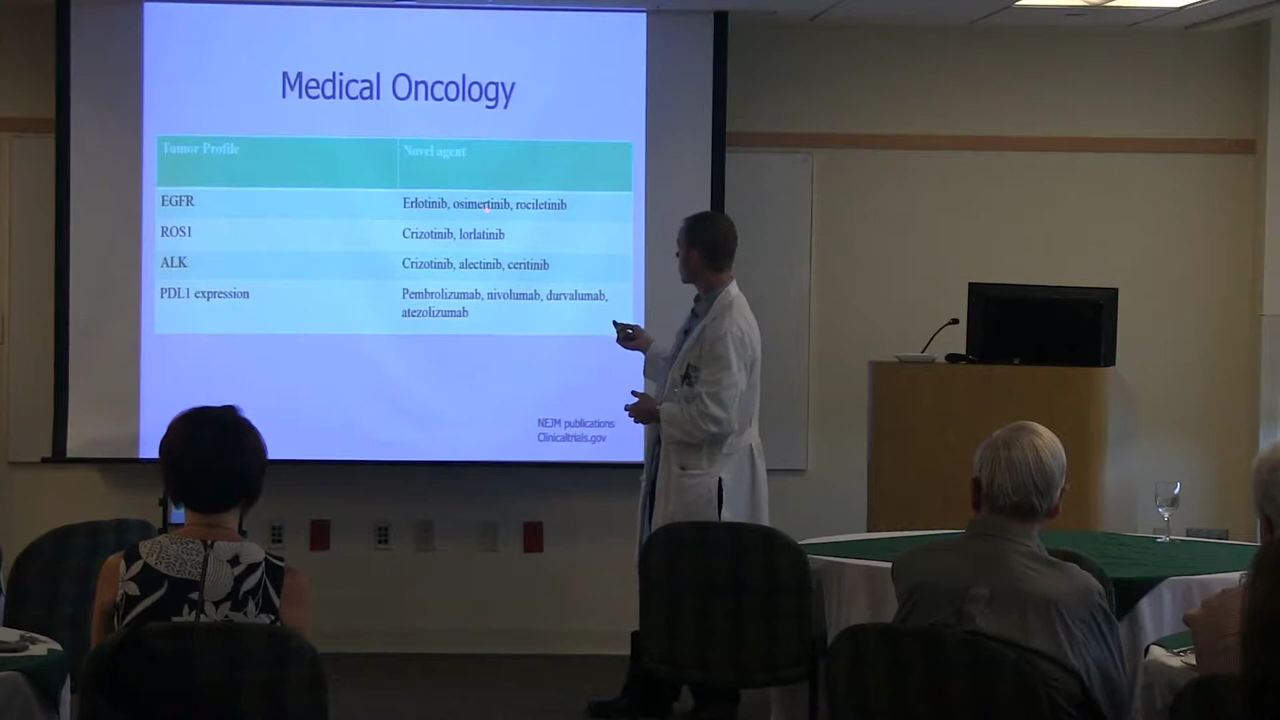 Medical Oncology
Tumor Profile Novel agent
EGFR Erlotinib, osimertinib, rociletinib
ROS1 Crizotinib, lorlatinib
ALK Crizotinib, alectinib, ceritinib
PDL1 expression Pembrolizumab, nivolumab, durvalumab,
atezolizumab
NEJM publications
Clinicaltrials.gov